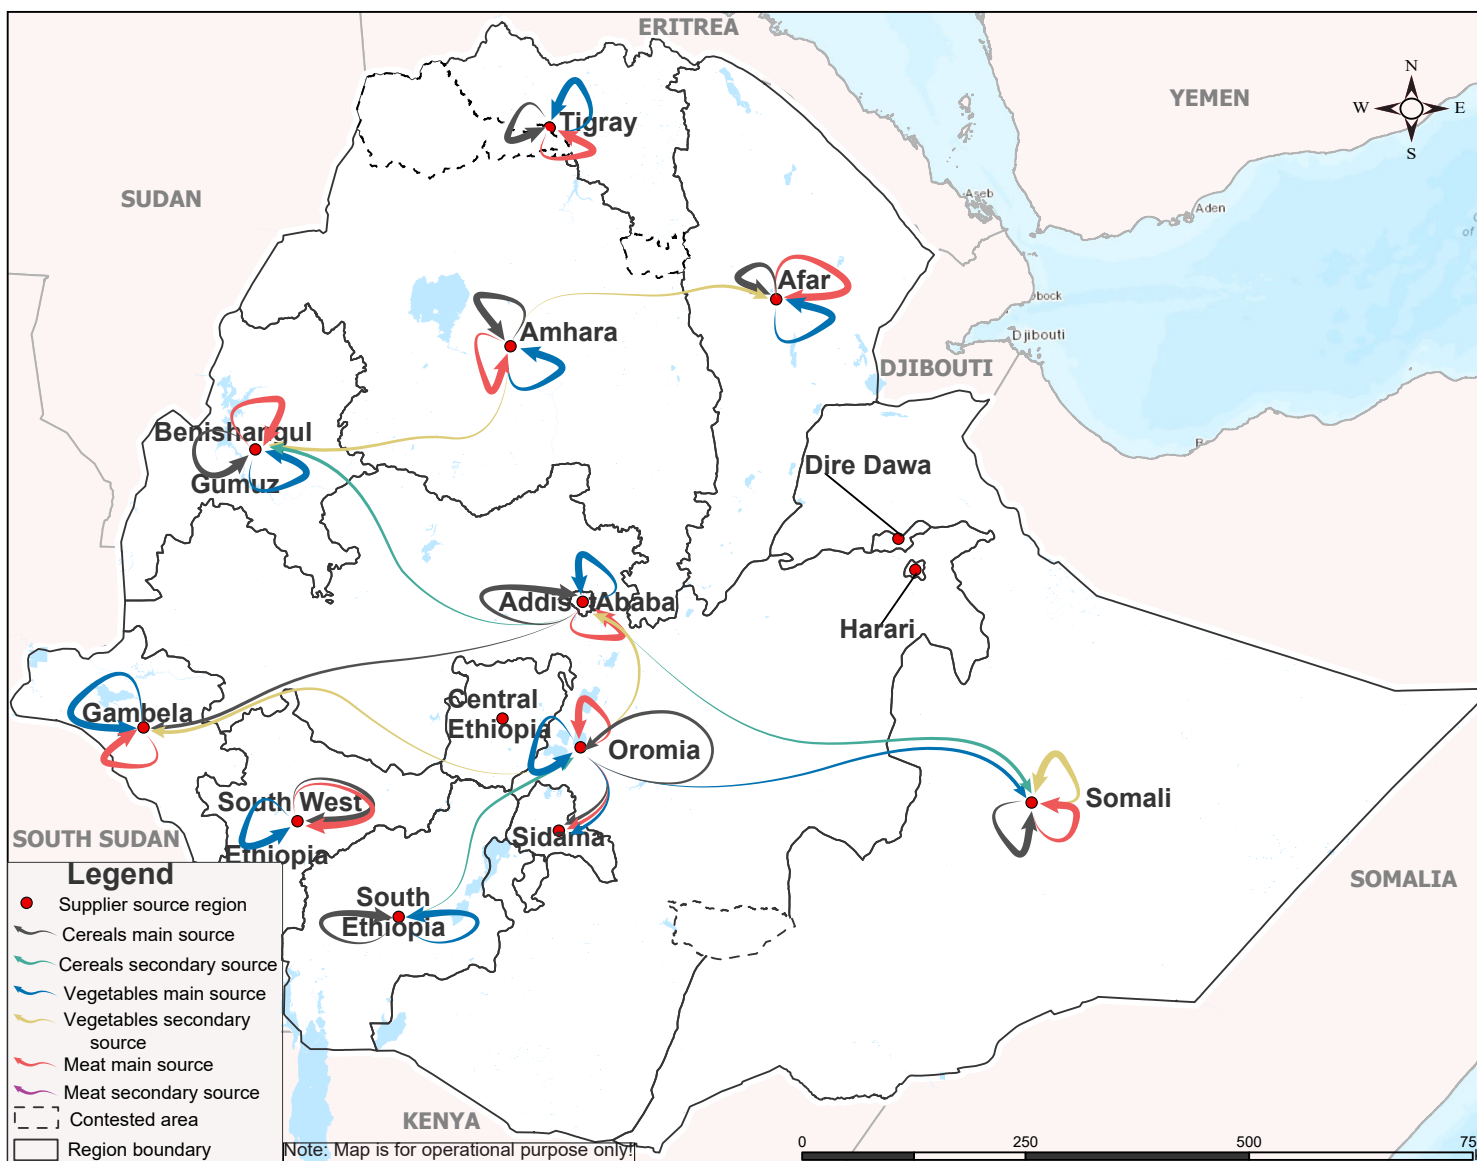 ERITREA
YEMEN
N
W E
S
Tigray
SUDAN
Aseb
Aden
of
Afar
bock
Amhara
Djibouti
DJIBOUTI
Benishangul
Gumuz
B
Dire Dawa
Addis Ababa
Harari
Central
Ethiopia
Gambela
Oromia
South West
Ethiopia
Somali
Sidama
SOUTH SUDAN
SOMALIA
South
Ethiopia
Legend
Supplier source region
Cereals main source
Cereals secondary source
Vegetables main source
Vegetables secondary
source
Meat main source
Meat secondary source
Contested area
Region boundary
KENYA
Note: Map is for operational purpose only!
0 250 500 75